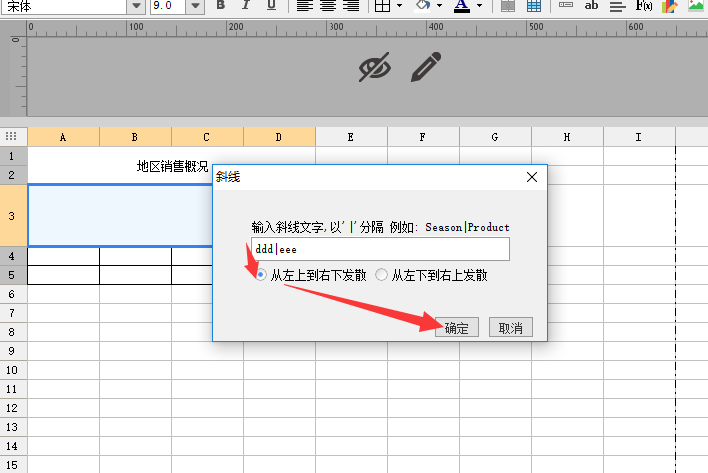 宋体 9.0 B I U A ab F(x)
0 100 200 300 400 500 600
0
A B C D E F G H I
1
地区销售概况
2
斜线
3
输入斜线文字,以'|'分隔 例如: Season|Product
ddd|eee
4
5
从左上到右下发散 从左下到右上发散
6
7
确定 取消
8
9
10
11
12
13
14
15